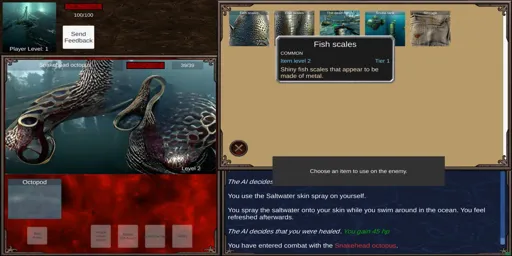 100/100
Player Level: 1
Send
Feedback
Snakehead octopus
39/39
Level 2
Octopod
Fish scales
COMMON
Item level 2
Tier 1
Shiny fish scales that appear to be
made of metal.
Choose an item to use on the enemy.
The AI decides
You use the Saltwater skin spray on yourself.
You spray the saltwater onto your skin while you swim around in the ocean. You feel
refreshed afterwards.
The AI decides that you were healed. You gain 45 hp
You have entered combat with the Snakehead octopus.